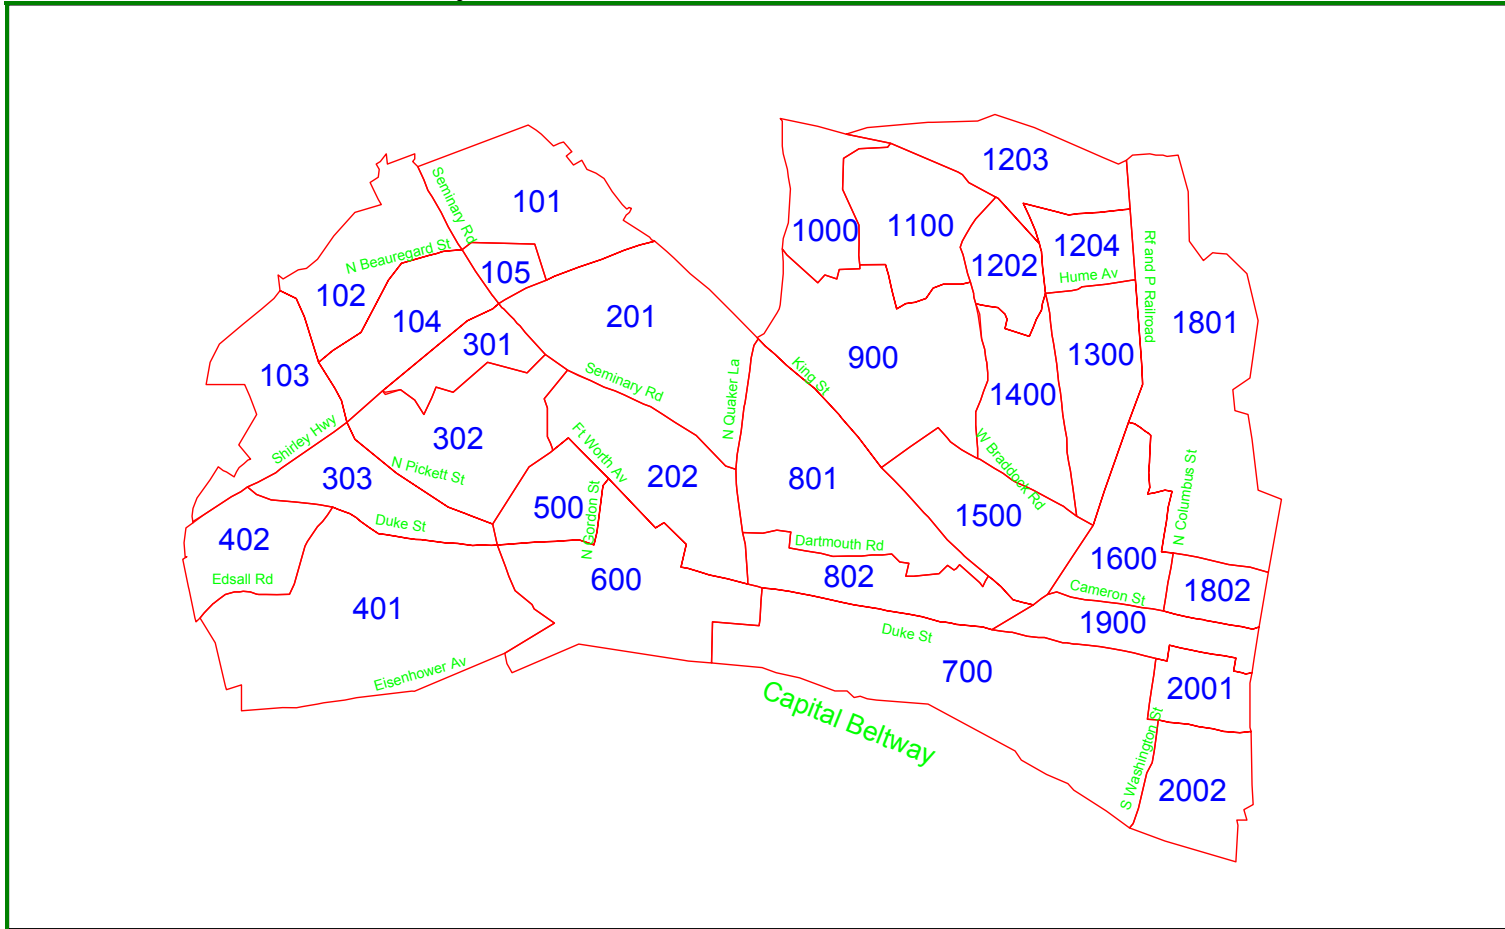 1203
101
Seminary Rd
1000
1100
1204
N Beauregard St
105
1202
Hume Av
Rf and P Railroad
102
104
201
1801
301
900
1300
103
Seminary Rd
N Quaker La
King St
1400
Shirley Hwy
302
Ft Worth Av
W Braddock Rd
N Pickett St
303
202
801
N Columbus St
500
N Gordon St
1500
Duke St
402
Dartmouth Rd
1600
Edsall Rd
600
802
Cameron St
1802
401
1900
Duke St
Eisenhower Av
700
2001
Capital Beltway
S Washington St
2002